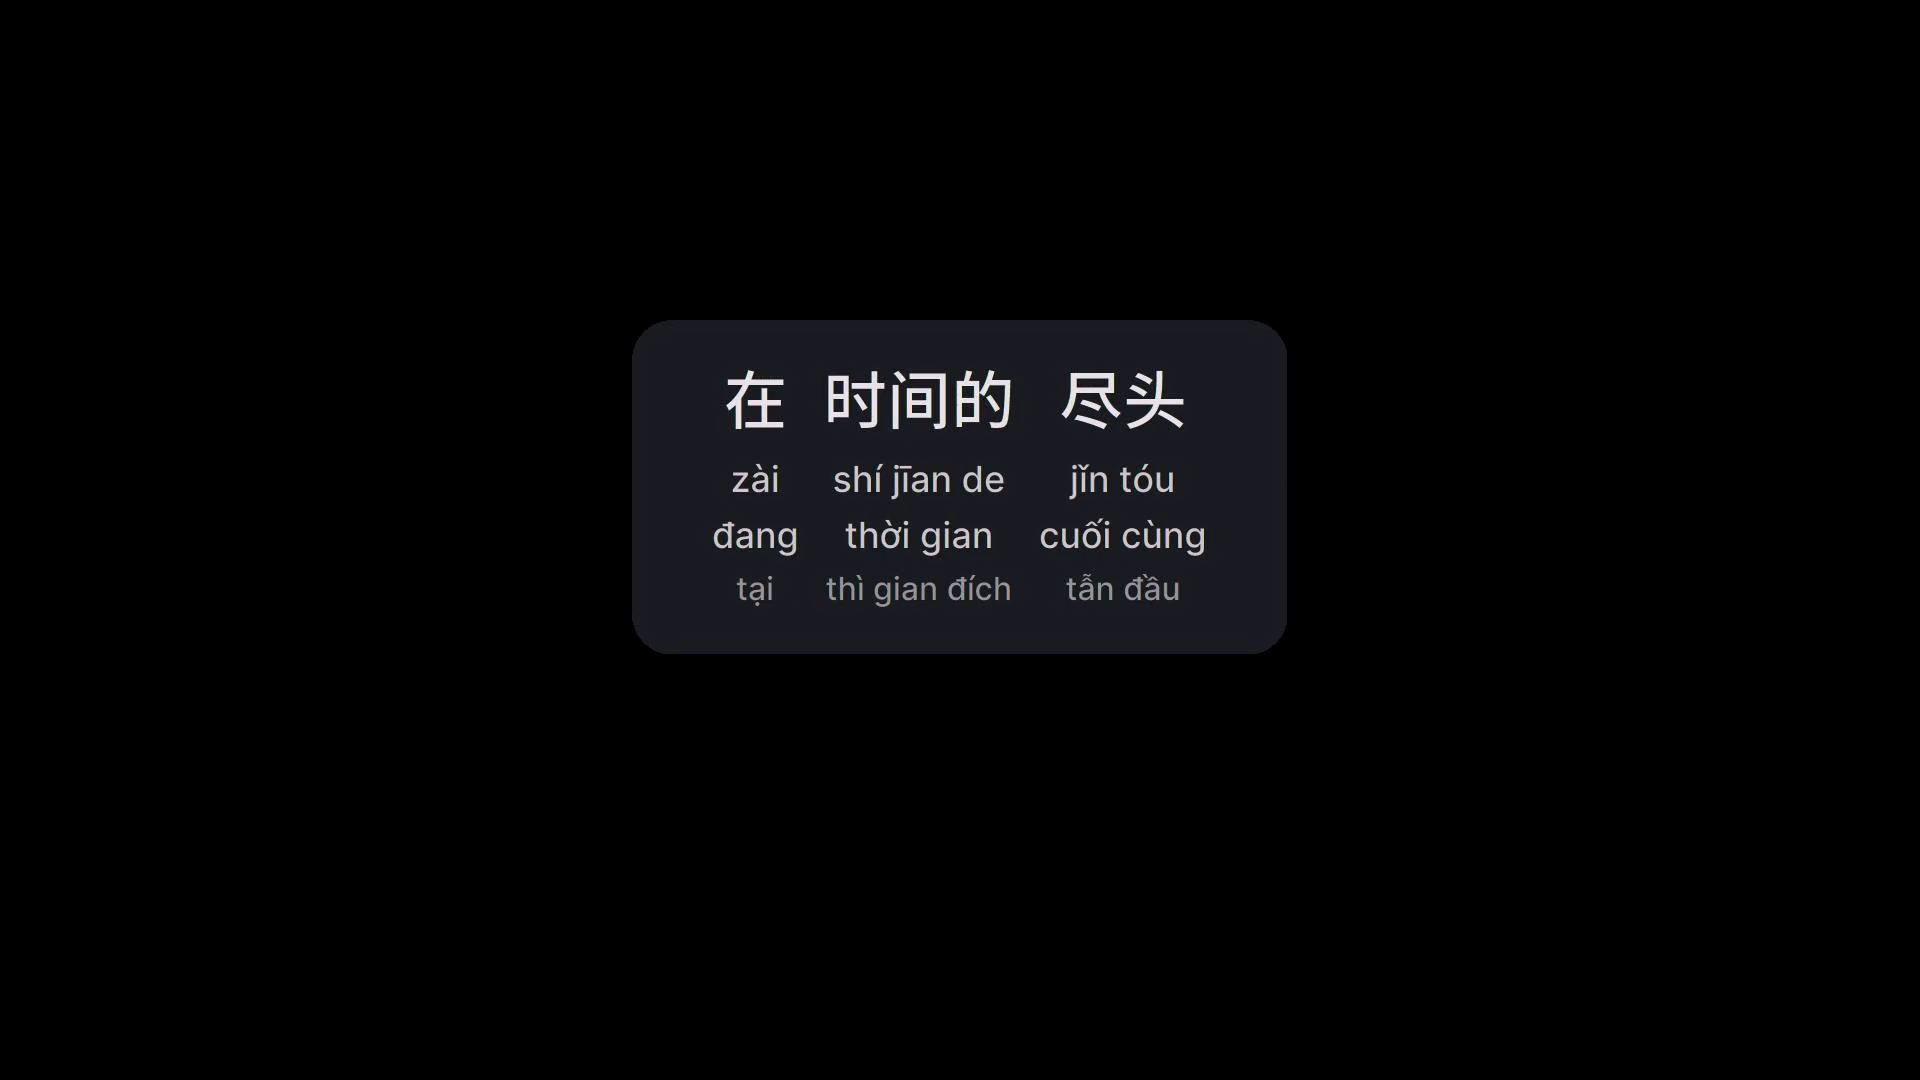 在 时间的 尽头
zài shí jīan de jǐn tóu
đang thời gian cuối cùng
tại thì gian đích tẫn đầu